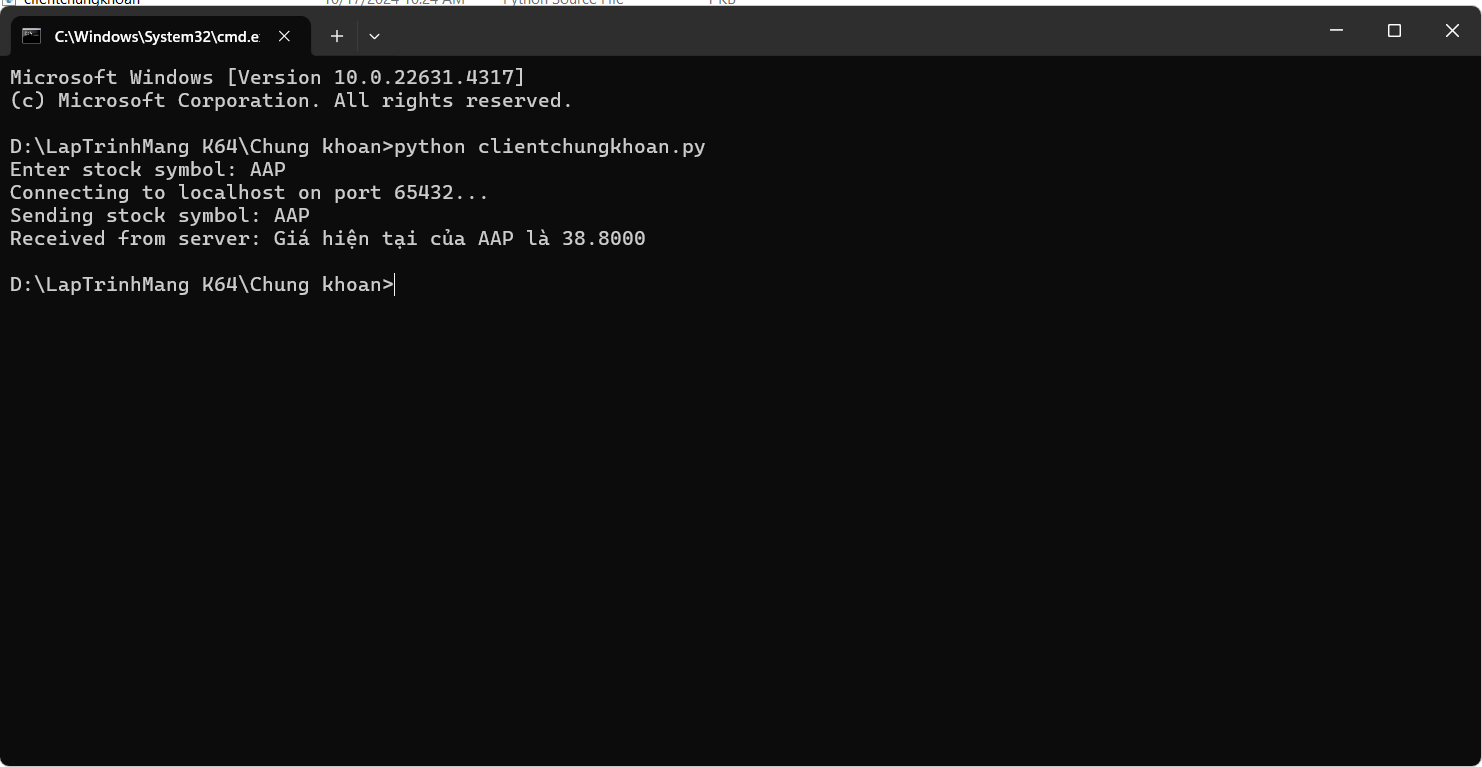 clientchungkhoan 10/17/2024 10:24 AM Python Source File 1 KB
C:\Windows\System32\cmd.e
Microsoft Windows [Version 10.0.22631.4317]
(c) Microsoft Corporation. All rights reserved.
D:\LapTrinhMang K64\Chung khoan>python clientchungkhoan.py
Enter stock symbol: AAP
Connecting to localhost on port 65432...
Sending stock symbol: AAP
Received from server: Giá hiện tại của AAP là 38.8000
D:\LapTrinhMang K64\Chung khoan>